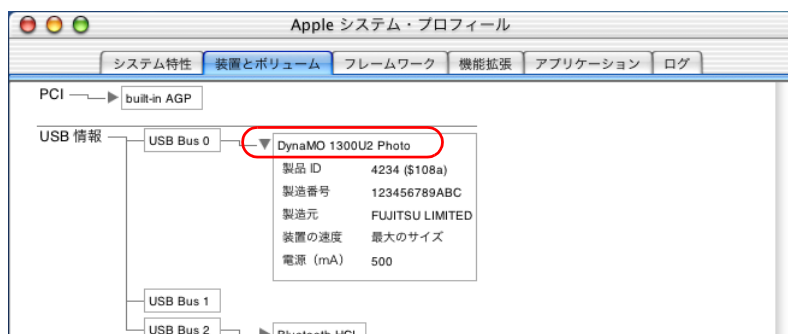 Apple システム・プロフィール
システム特性 装置とボリューム フレームワーク 機能拡張 アプリケーション ログ
PCI built-in AGP
USB 情報 USB Bus 0 DynaMO 1300U2 Photo
製品 ID 4234 ($108a)
製造番号 123456789ABC
製造元 FUJITSU LIMITED
装置の速度 最大のサイズ
電源（mA） 500
USB Bus 1
USB Bus 2 Bluetooth HCI